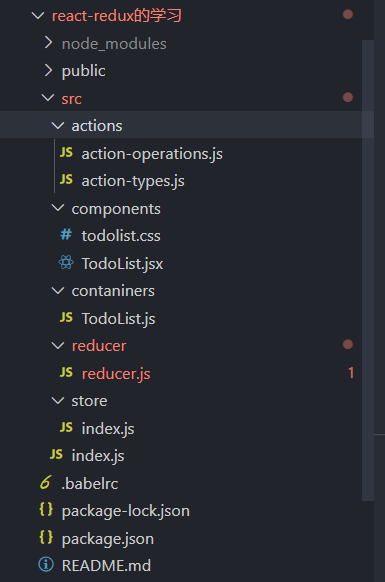 react-redux的学习
node_modules
public
src
actions
JS action-operations.js
JS action-types.js
components
# todolist.css
TodoList.jsx
contaniners
JS TodoList.js
reducer
JS reducer.js 1
store
JS index.js
JS index.js
.babelrc
{} package-lock.json
{} package.json
README.md